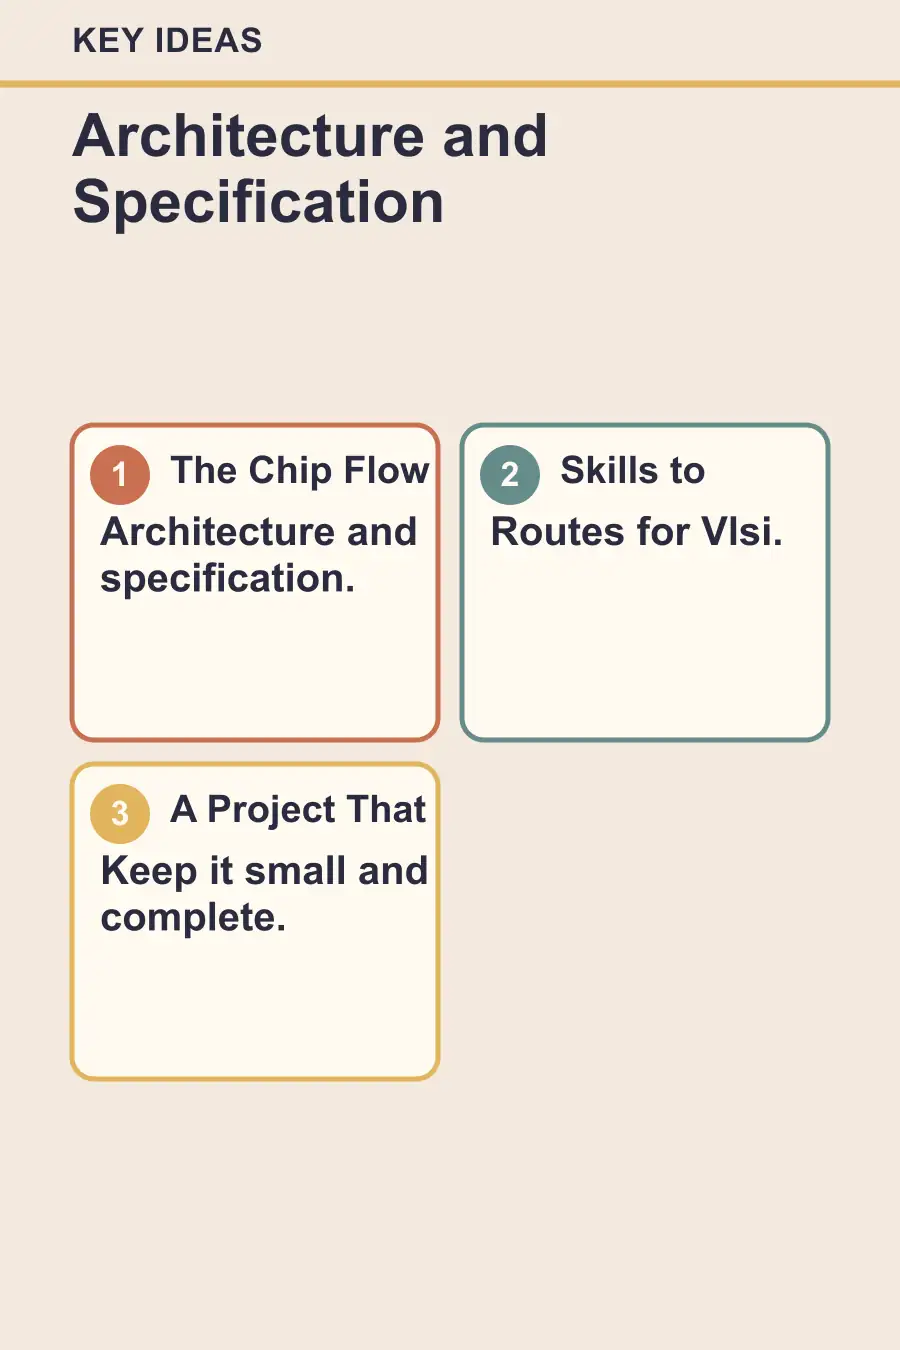 KEY IDEAS
Architecture and
Specification
1 The Chip Flow
Architecture and
specification.
2 Skills to
Routes for Vlsi.
3 A Project That
Keep it small and
complete.